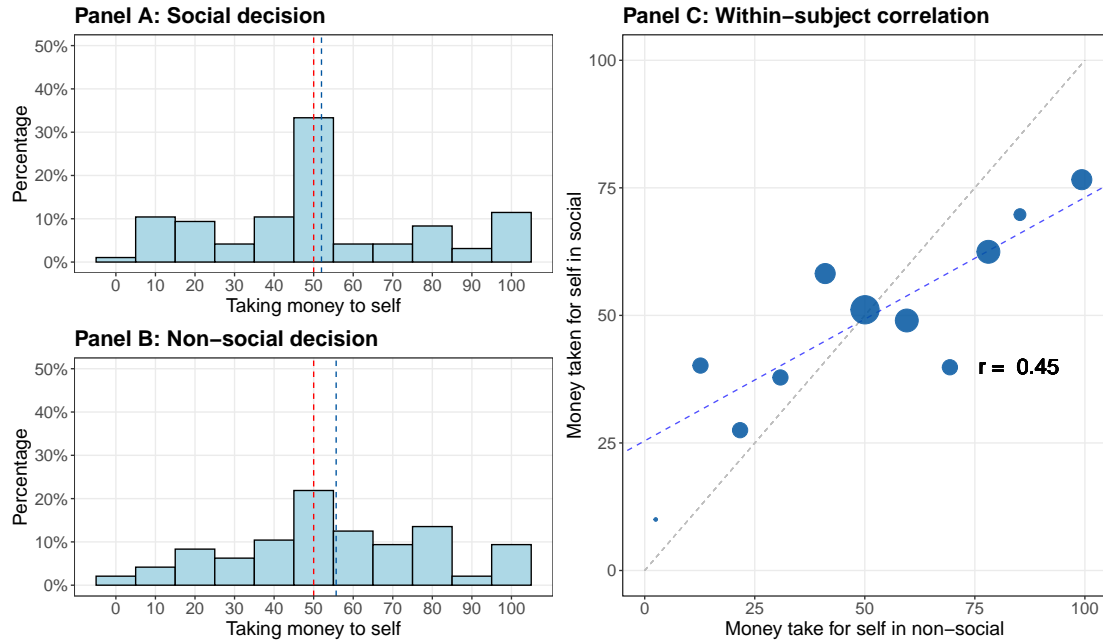 Panel A: Social decision
50%
40%
30%
20%
10%
0%
Percentage
0 10 20 30 40 50 60 70 80 90 100
Taking money to self
Panel B: Non−social decision
50%
40%
30%
20%
10%
0%
Percentage
0 10 20 30 40 50 60 70 80 90 100
Taking money to self
Panel C: Within−subject correlation
100
75
50
25
0
Money taken for self in social
r = 0.45
0 25 50 75 100
Money take for self in non−social